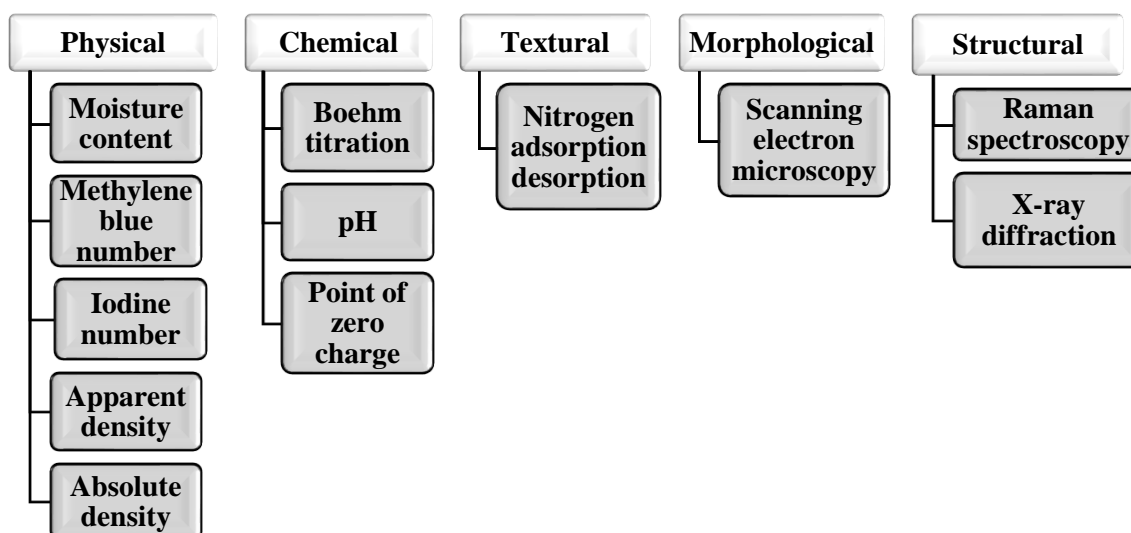 Physical
Moisture
content
Methylene
blue
number
Iodine
number
Apparent
density
Absolute
density
Chemical
Boehm
titration
pH
Point of
zero
charge
Textural
Nitrogen
adsorption
desorption
Morphological
Scanning
electron
microscopy
Structural
Raman
spectroscopy
X-ray
diffraction